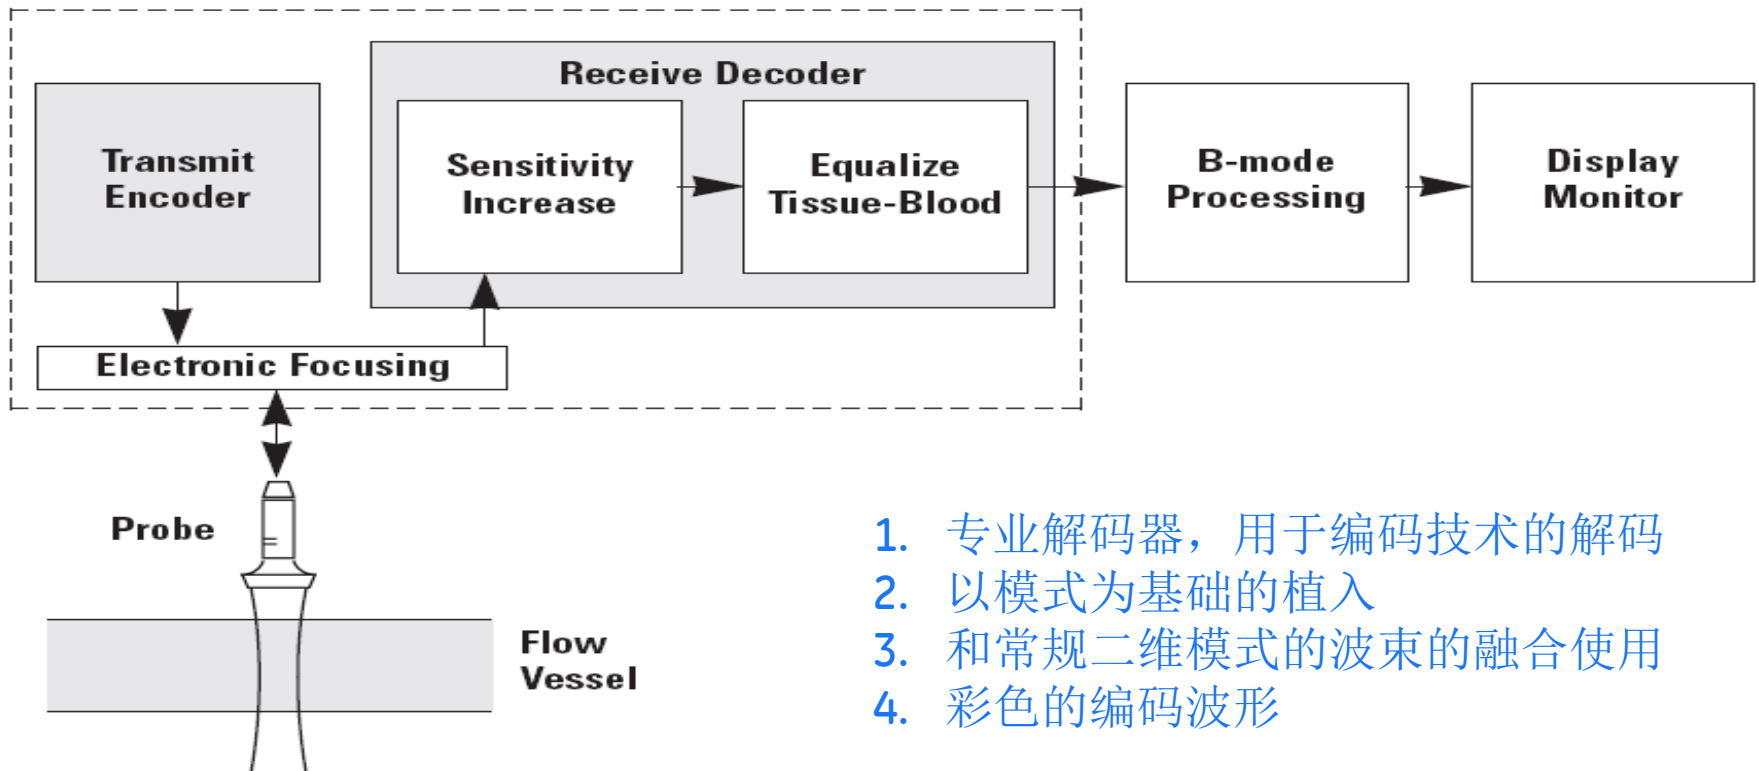 Receive Decoder
Transmit
Encoder
Sensitivity
Increase
Equalize
Tissue-Blood
B-mode
Processing
Display
Monitor
Electronic Focusing
Probe
Flow
Vessel
1. 专业解码器，用于编码技术的解码
2. 以模式为基础的植入
3. 和常规二维模式的波束的融合使用
4. 彩色的编码波形